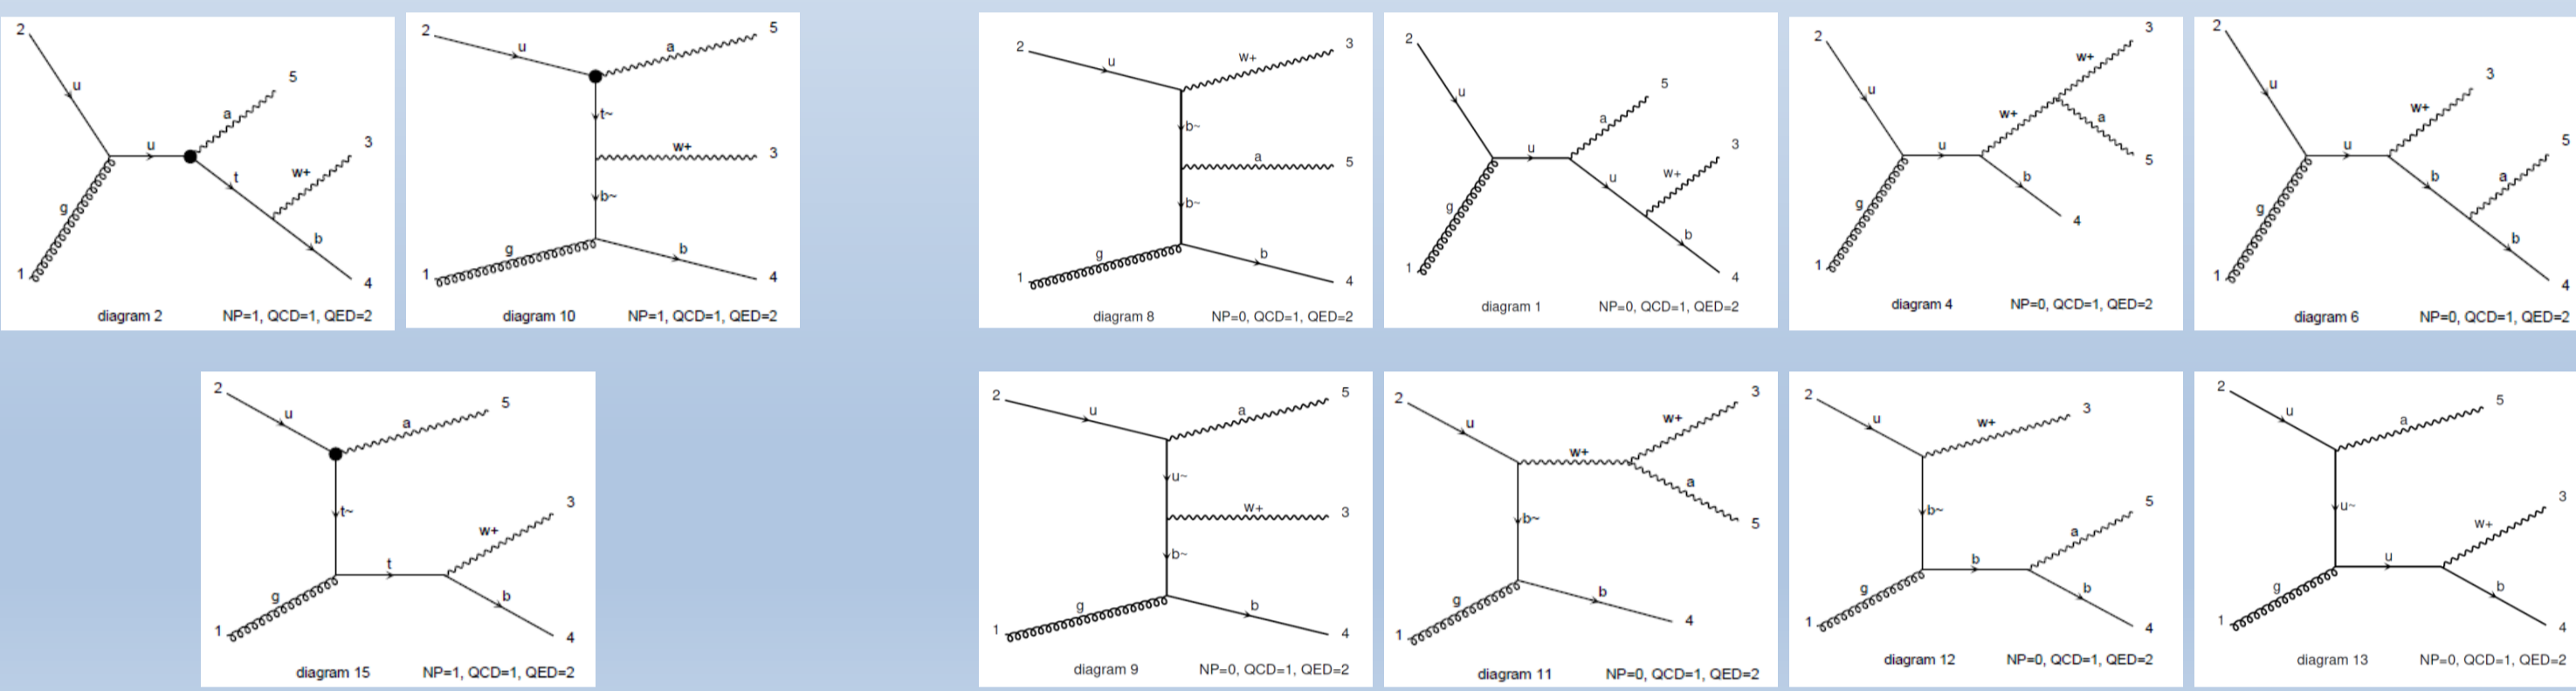 2
u
g
1
u
a
5
t
w+
3
b
4
diagram 2 NP=1, QCD=1, QED=2
2
u
a
5
t~
w+
3
b~
g
1
b
4
diagram 10 NP=1, QCD=1, QED=2
2
u
w+
3
b~
a
5
b~
g
1
b
4
diagram 8 NP=0, QCD=1, QED=2
2
u
g
1
u
a
5
u
w+
3
b
4
diagram 1 NP=0, QCD=1, QED=2
2
u
g
1
u
w+
w+
3
a
5
b
4
diagram 4 NP=0, QCD=1, QED=2
2
u
g
1
u
w+
3
b
a
5
b
4
diagram 6 NP=0, QCD=1, QED=2
2
u
a
5
t~
g
1
t
w+
3
b
4
diagram 15 NP=1, QCD=1, QED=2
2
u
a
5
u~
w+
3
b~
g
1
b
4
diagram 9 NP=0, QCD=1, QED=2
2
u
w+
w+
3
a
5
b~
g
1
b
4
diagram 11 NP=0, QCD=1, QED=2
2
u
w+
3
b~
g
1
b
a
5
b
4
diagram 12 NP=0, QCD=1, QED=2
2
u
a
5
u~
g
1
u
w+
3
b
4
diagram 13 NP=0, QCD=1, QED=2